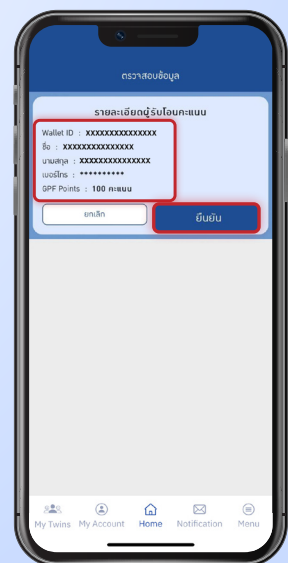 ตรวจสอบข้อมูล
รายละเอียดผู้รับโอนคะแนน
Wallet ID : XXXXXXXXXXXXXXX
ชื่อ : XXXXXXXXXXXXXXX
นามสกุล : XXXXXXXXXXXXXXX
เบอร์โทร : **********
GPF Points : 100 คะแนน
ยกเลิก ยืนยัน
My Twins My Account Home Notification Menu